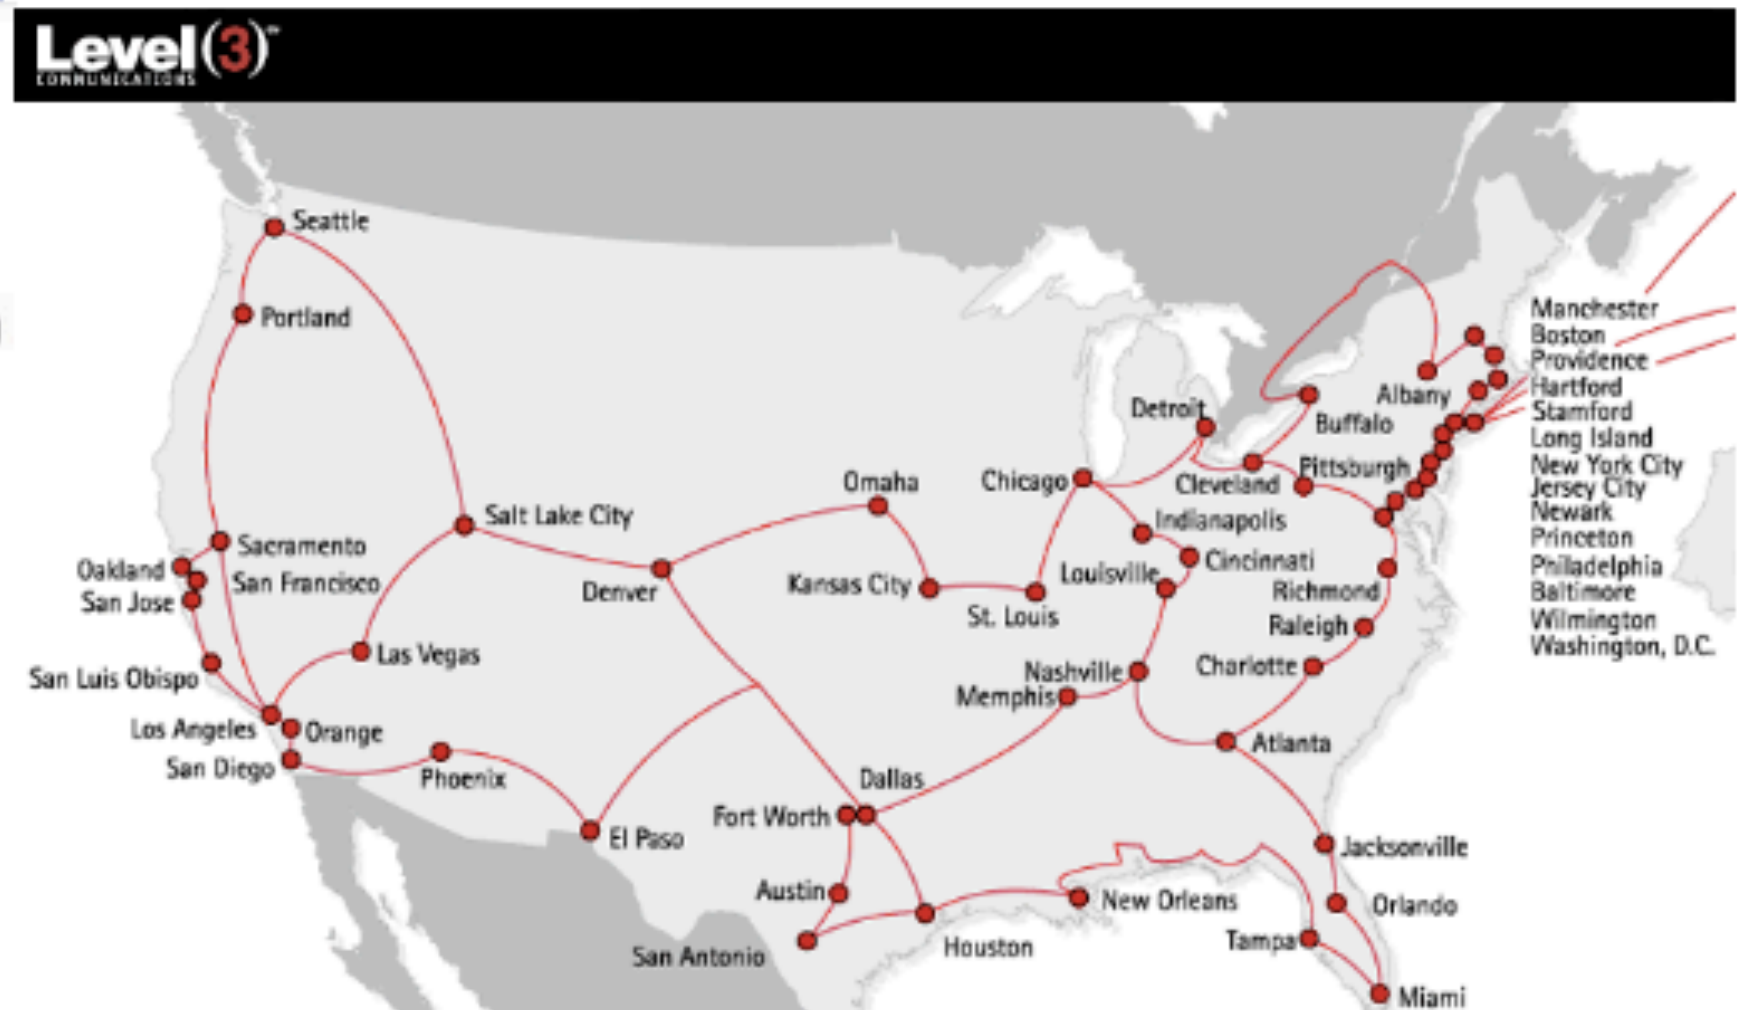 Level(3)™
COMMUNICATIONS
Seattle
Portland
Manchester
Boston
Providence
Hartford
Stamford
Long Island
New York City
Jersey City
Newark
Princeton
Philadelphia
Baltimore
Wilmington
Washington, D.C.
Albany
Detroit
Buffalo
Pittsburgh
Cleveland
Chicago
Omaha
Salt Lake City
Indianapolis
Sacramento
Cincinnati
Oakland
San Francisco
Louisville
Denver
Kansas City
San Jose
St. Louis
Richmond
Raleigh
Las Vegas
Charlotte
San Luis Obispo
Nashville
Memphis
Los Angeles
Orange
Atlanta
San Diego
Phoenix
Dallas
Fort Worth
El Paso
Jacksonville
Austin
New Orleans
Orlando
Houston
Tampa
San Antonio
Miami